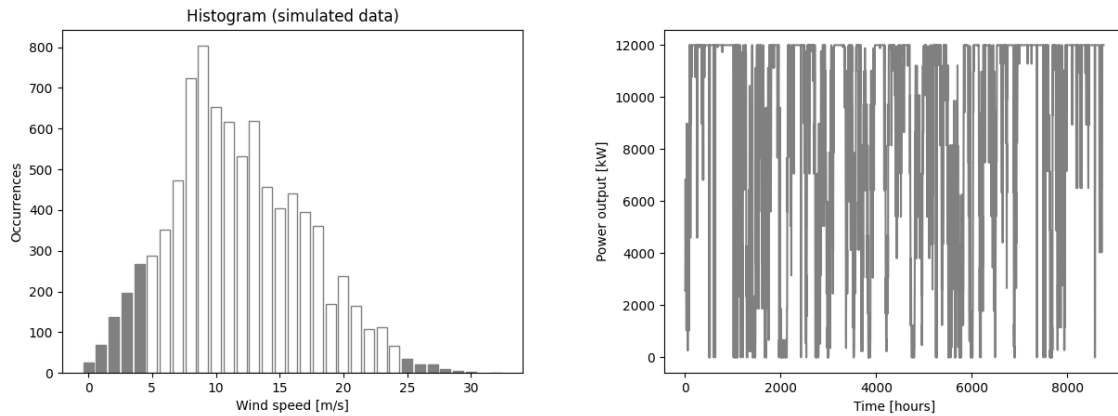 Histogram (simulated data)
800
700
600
500
400
300
200
100
0
Occurrences
0 5 10 15 20 25 30
Wind speed [m/s]
12000
10000
8000
6000
4000
2000
0
Power output [kW]
0 2000 4000 6000 8000
Time [hours]